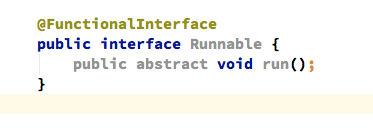 @FunctionalInterface
public interface Runnable {
public abstract void run();
}